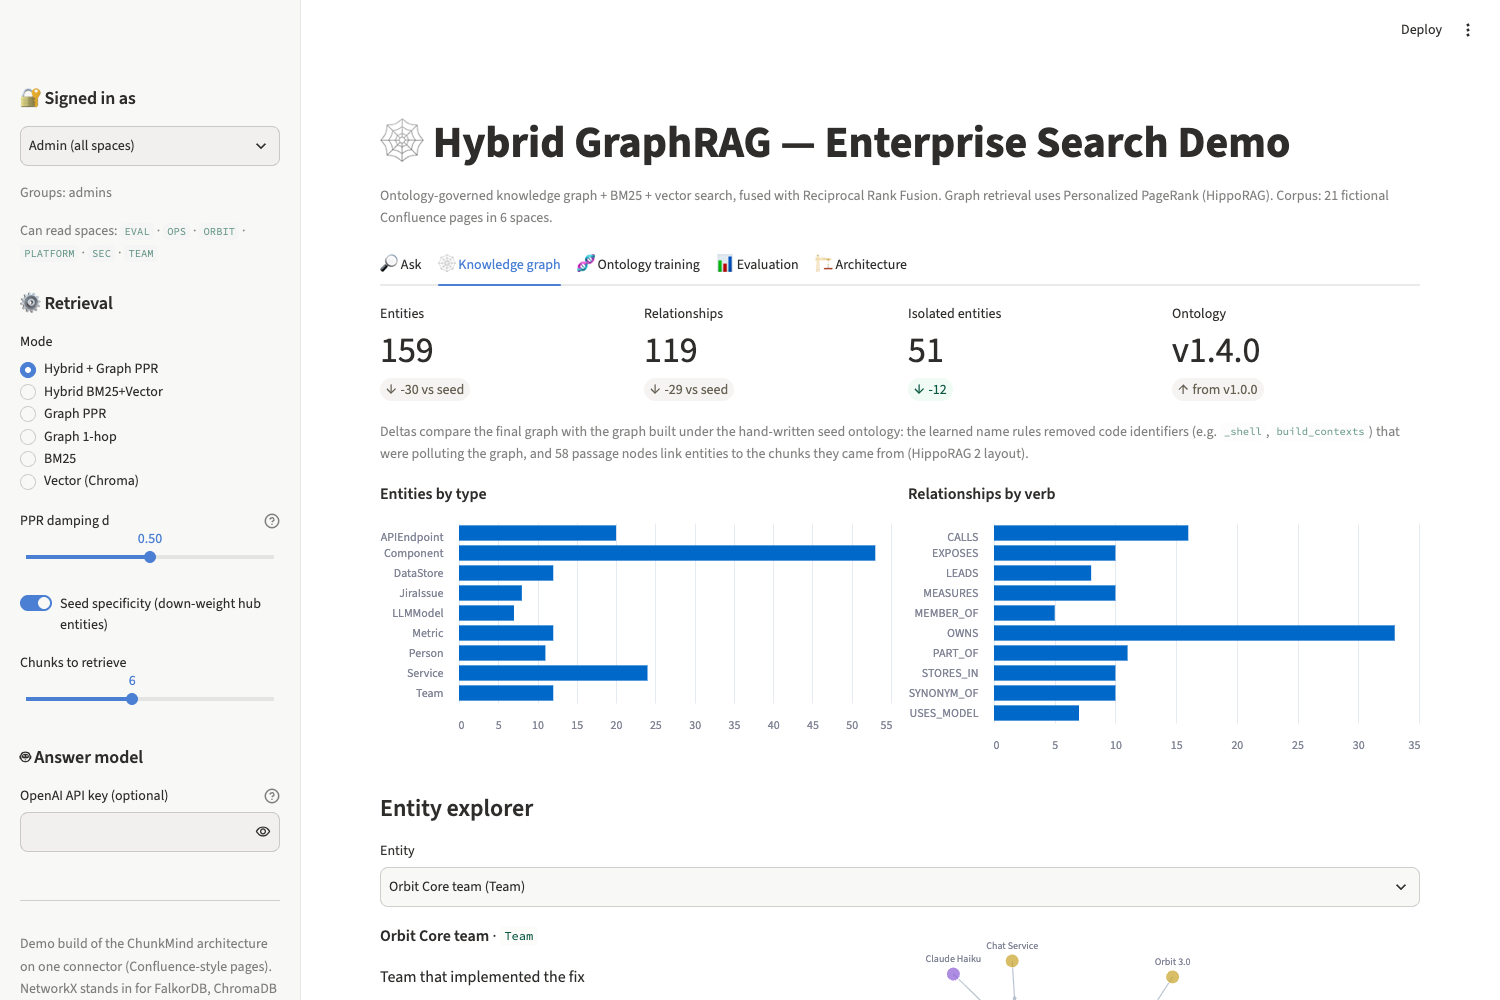 Deploy
Signed in as
Admin (all spaces)
Groups: admins
Can read spaces: EVAL · OPS · ORBIT ·
PLATFORM · SEC · TEAM
Retrieval
Mode
Hybrid + Graph PPR
Hybrid BM25+Vector
Graph PPR
Graph 1-hop
BM25
Vector (Chroma)
PPR damping d
0.50
Seed specificity (down-weight hub
entities)
Chunks to retrieve
6
Answer model
OpenAI API key (optional)
Demo build of the ChunkMind architecture
on one connector (Confluence-style pages).
NetworkX stands in for FalkorDB, ChromaDB
Hybrid GraphRAG — Enterprise Search Demo
Ontology-governed knowledge graph + BM25 + vector search, fused with Reciprocal Rank Fusion. Graph retrieval uses Personalized PageRank (HippoRAG). Corpus: 21 fictional
Confluence pages in 6 spaces.
Ask
Knowledge graph
Ontology training
Evaluation
Architecture
Entities
159
↓ -30 vs seed
Relationships
119
↓ -29 vs seed
Isolated entities
51
↓ -12
Ontology
v1.4.0
↑ from v1.0.0
Deltas compare the final graph with the graph built under the hand-written seed ontology: the learned name rules removed code identifiers (e.g. _shell , build_contexts ) that
were polluting the graph, and 58 passage nodes link entities to the chunks they came from (HippoRAG 2 layout).
Entities by type
APIEndpoint
Component
DataStore
JiraIssue
LLMModel
Metric
Person
Service
Team
0 5 10 15 20 25 30 35 40 45 50 55
Relationships by verb
CALLS
EXPOSES
LEADS
MEASURES
MEMBER_OF
OWNS
PART_OF
STORES_IN
SYNONYM_OF
USES_MODEL
0 5 10 15 20 25 30 35
Entity explorer
Entity
Orbit Core team (Team)
Orbit Core team · Team
Team that implemented the fix
Chat Service
Claude Haiku
Orbit 3.0